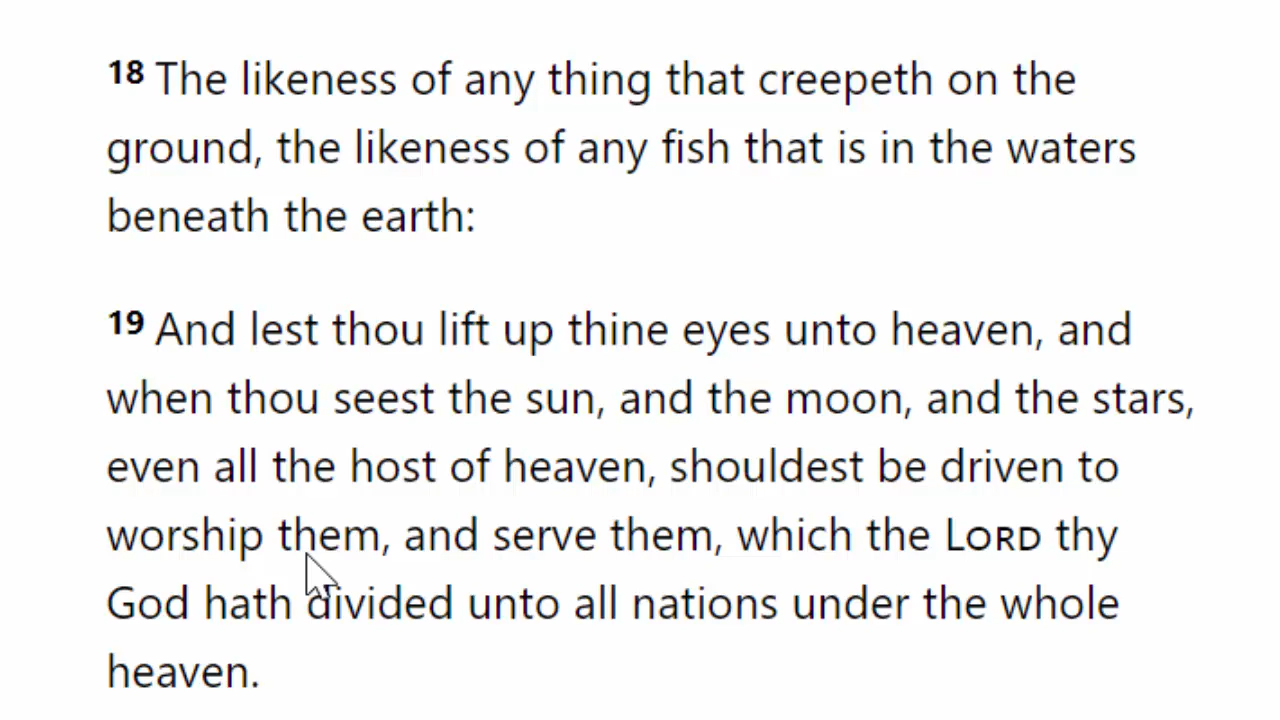 18 The likeness of any thing that creepeth on the
ground, the likeness of any fish that is in the waters
beneath the earth:
19 And lest thou lift up thine eyes unto heaven, and
when thou seest the sun, and the moon, and the stars,
even all the host of heaven, shouldest be driven to
worship them, and serve them, which the LORD thy
God hath divided unto all nations under the whole
heaven.